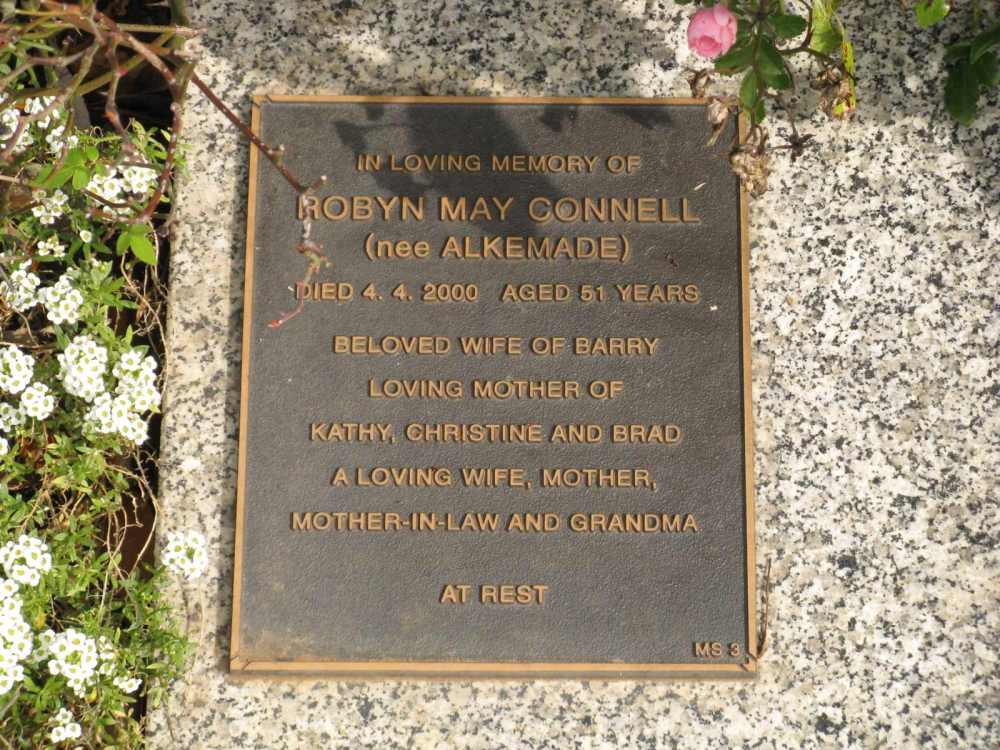 IN LOVING MEMORY OF
ROBYN MAY CONNELL
(nee ALKEMADE)
DIED 4. 4. 2000 AGED 51 YEARS
BELOVED WIFE OF BARRY
LOVING MOTHER OF
KATHY, CHRISTINE AND BRAD
A LOVING WIFE, MOTHER,
MOTHER-IN-LAW AND GRANDMA
AT REST
MS 3